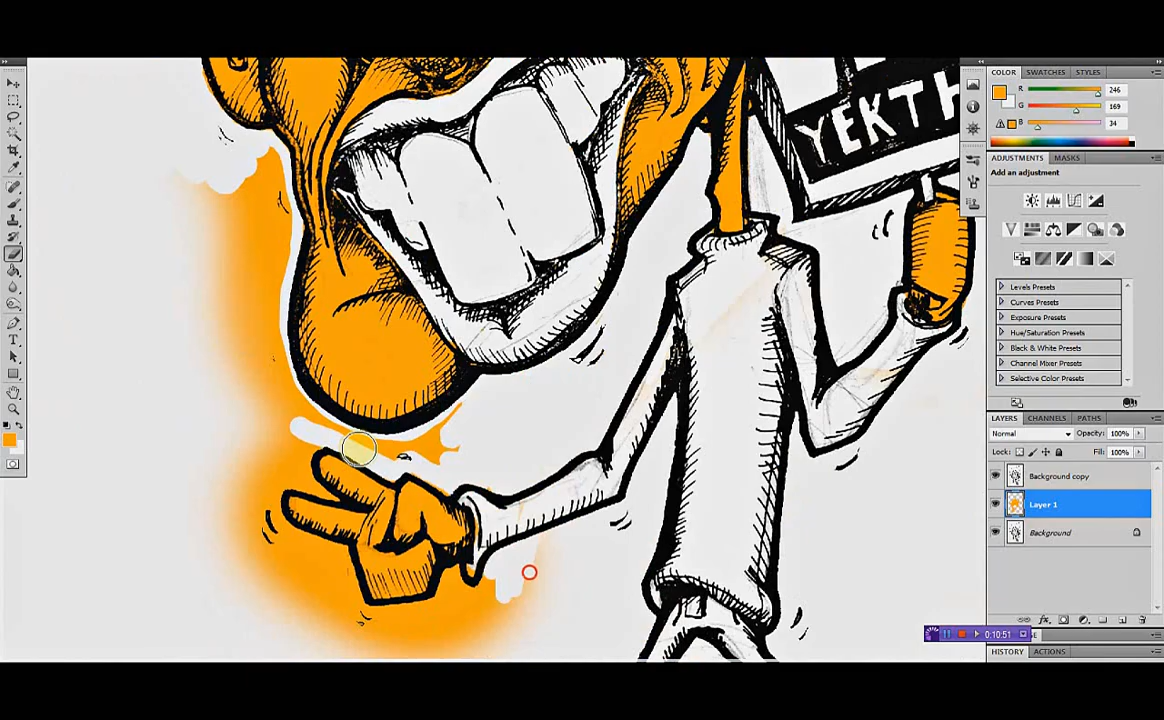 COLOR SWATCHES STYLES
R 246
G 169
B 34
YEKTH
ADJUSTMENTS MASKS
Add an adjustment
Levels Presets
Curves Presets
Exposure Presets
Hue/Saturation Presets
Black & White Presets
Channel Mixer Presets
Selective Color Presets
LAYERS CHANNELS PATHS
Normal Opacity: 100%
Lock: Fill: 100%
Background copy
Layer 1
Background
0:10:51
HISTORY ACTIONS